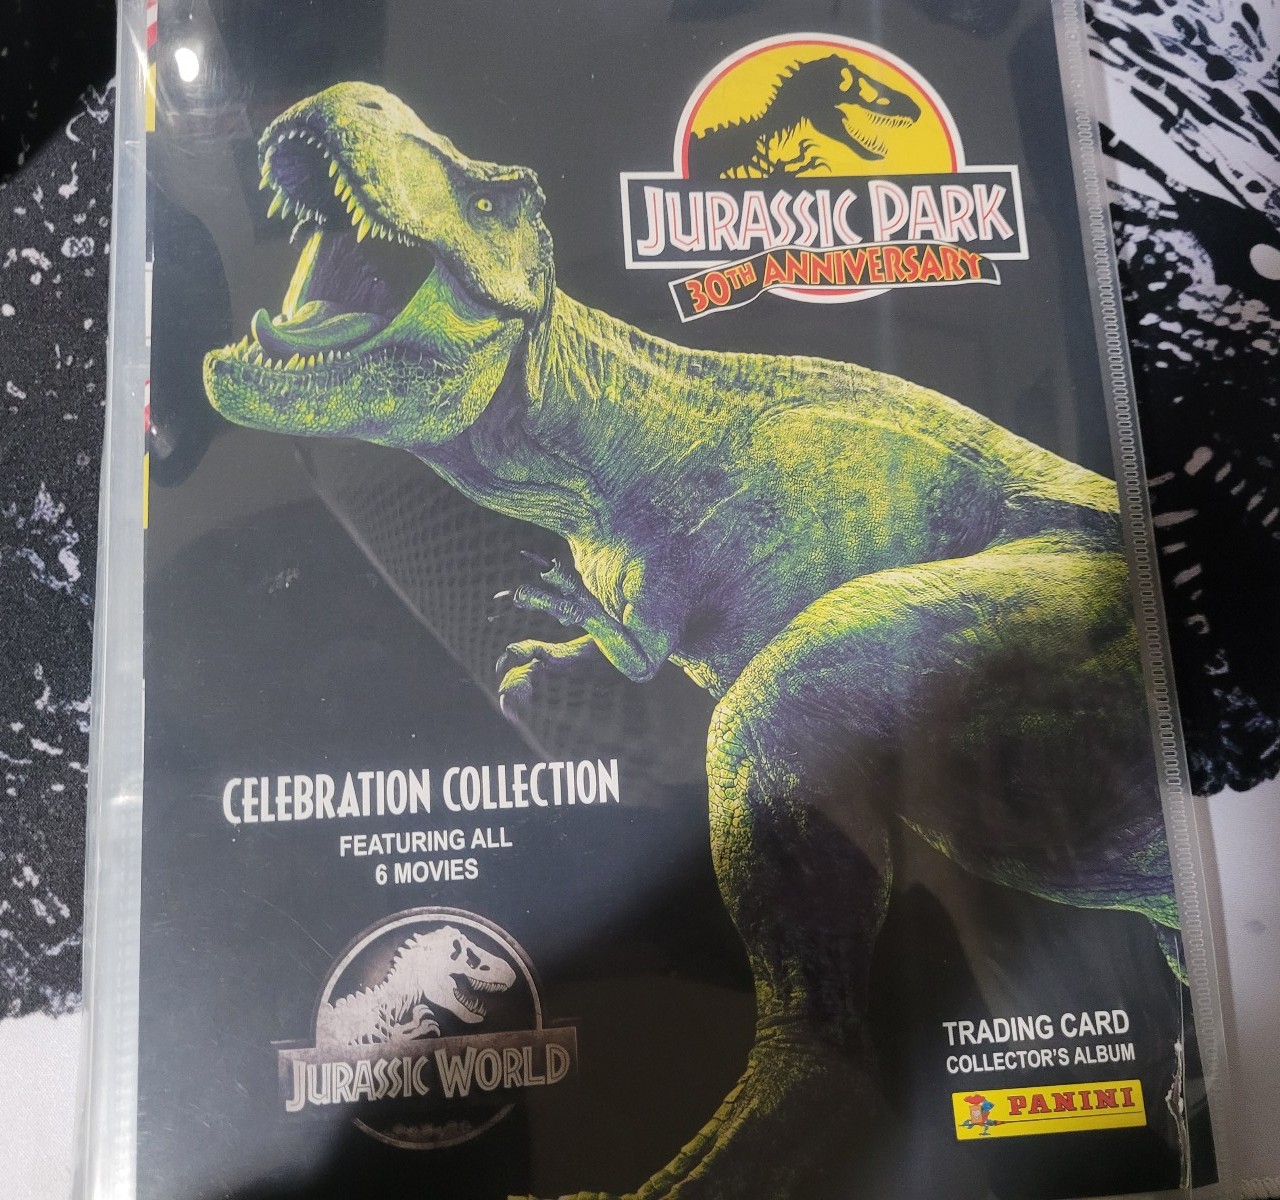 JURASSIC PARK
30TH ANNIVERSARY
CELEBRATION COLLECTION
FEATURING ALL
6 MOVIES
JURASSIC WORLD
TRADING CARD
COLLECTOR'S ALBUM
PANINI